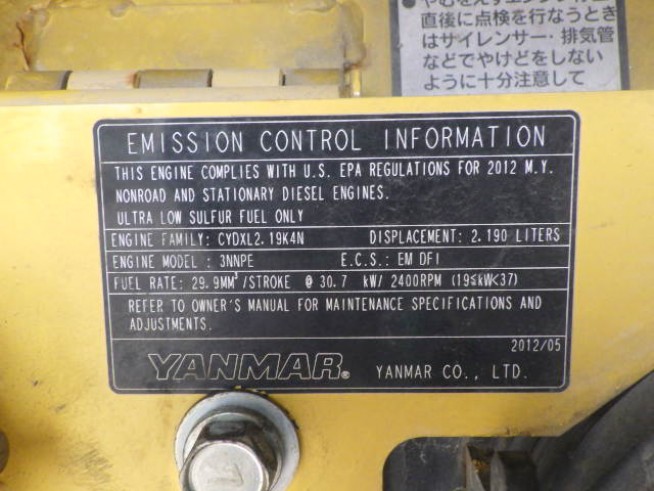 直後に点検を行なうとき
はサイレンサー・排気管
などでやけどをしない
ように十分注意して
EMISSION CONTROL INFORMATION
THIS ENGINE COMPLIES WITH U.S. EPA REGULATIONS FOR 2012 M.Y.
NONROAD AND STATIONARY DIESEL ENGINES.
ULTRA LOW SULFUR FUEL ONLY
ENGINE FAMILY: CYDXL2.19K4N DISPLACEMENT: 2.190 LITERS
ENGINE MODEL : 3NNPE E.C.S.: EM DFI
FUEL RATE: 29.9MM³/STROKE @ 30.7 kW/ 2400RPM (19≤kW<37)
REFER TO OWNER'S MANUAL FOR MAINTENANCE SPECIFICATIONS AND
ADJUSTMENTS.
2012/05
YANMAR® YANMAR CO., LTD.